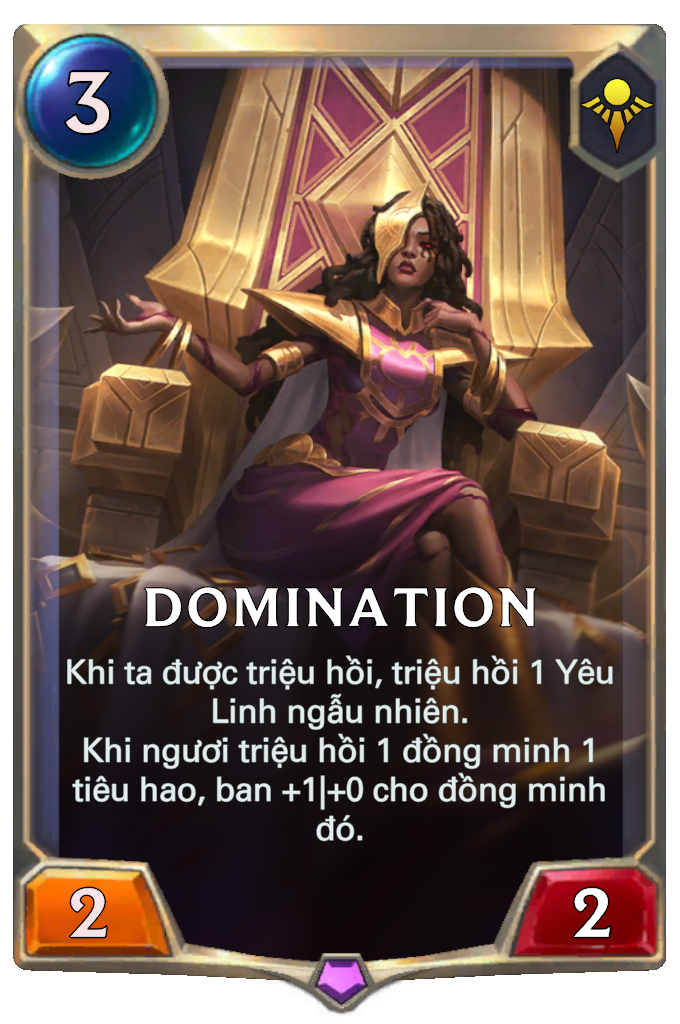 3
DOMINATION
Khi ta được triệu hồi, triệu hồi 1 Yêu
Linh ngẫu nhiên.
Khi ngươi triệu hồi 1 đồng minh 1
tiêu hao, ban +1|+0 cho đồng minh
đó.
2
2